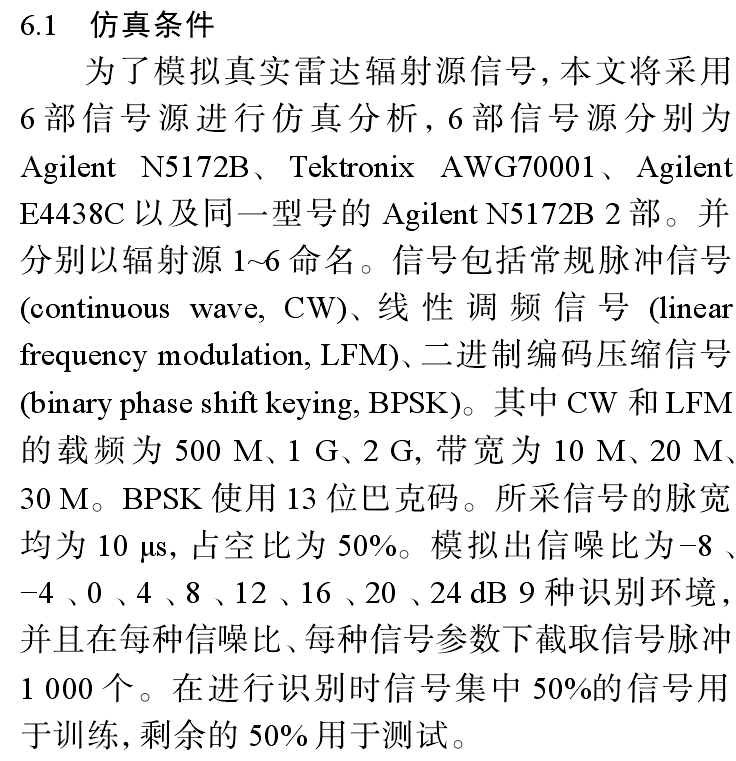 6.1 仿真条件
为了模拟真实雷达辐射源信号, 本文将采用
6 部信号源进行仿真分析, 6 部信号源分别为
Agilent N5172B、Tektronix AWG70001、Agilent
E4438C 以及同一型号的 Agilent N5172B 2 部。并
分别以辐射源 1~6 命名。信号包括常规脉冲信号
(continuous wave, CW)、线性调频信号 (linear
frequency modulation, LFM)、二进制编码压缩信号
(binary phase shift keying, BPSK)。其中 CW 和 LFM
的载频为 500 M、1 G、2 G, 带宽为 10 M、20 M、
30 M。BPSK 使用 13 位巴克码。所采信号的脉宽
均为 10 μs, 占空比为 50%。模拟出信噪比为−8 、
−4 、0 、4 、8 、12 、16 、20 、24 dB 9 种识别环境,
并且在每种信噪比、每种信号参数下截取信号脉冲
1 000 个。在进行识别时信号集中 50%的信号用
于训练, 剩余的 50% 用于测试。